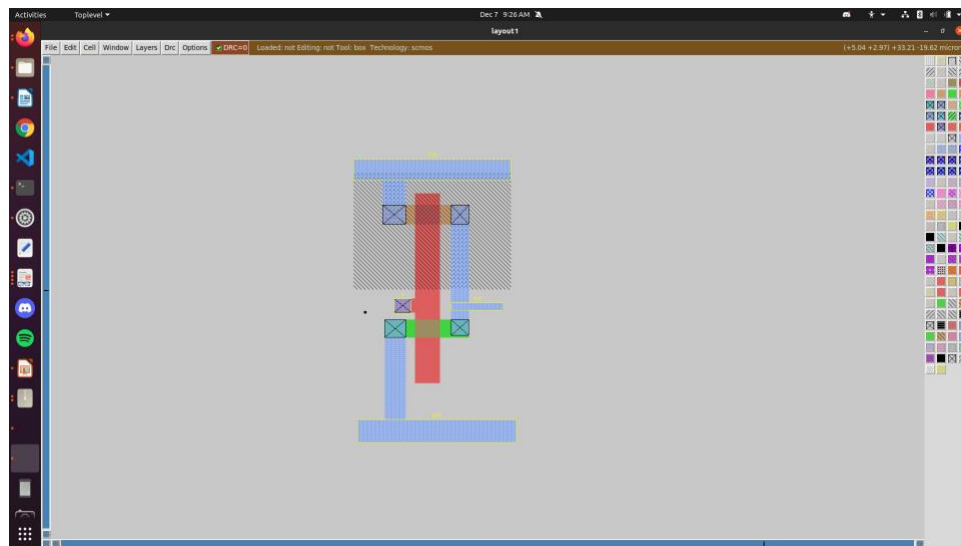 Activities Toplevel Dec 7 9:26 AM
layout1
File Edit Cell Window Layers Drc Options DRC=0 Loaded: not Editing: not Tool: box Technology: scmos (+5.04 +2.97) +33.21 -19.62 micron